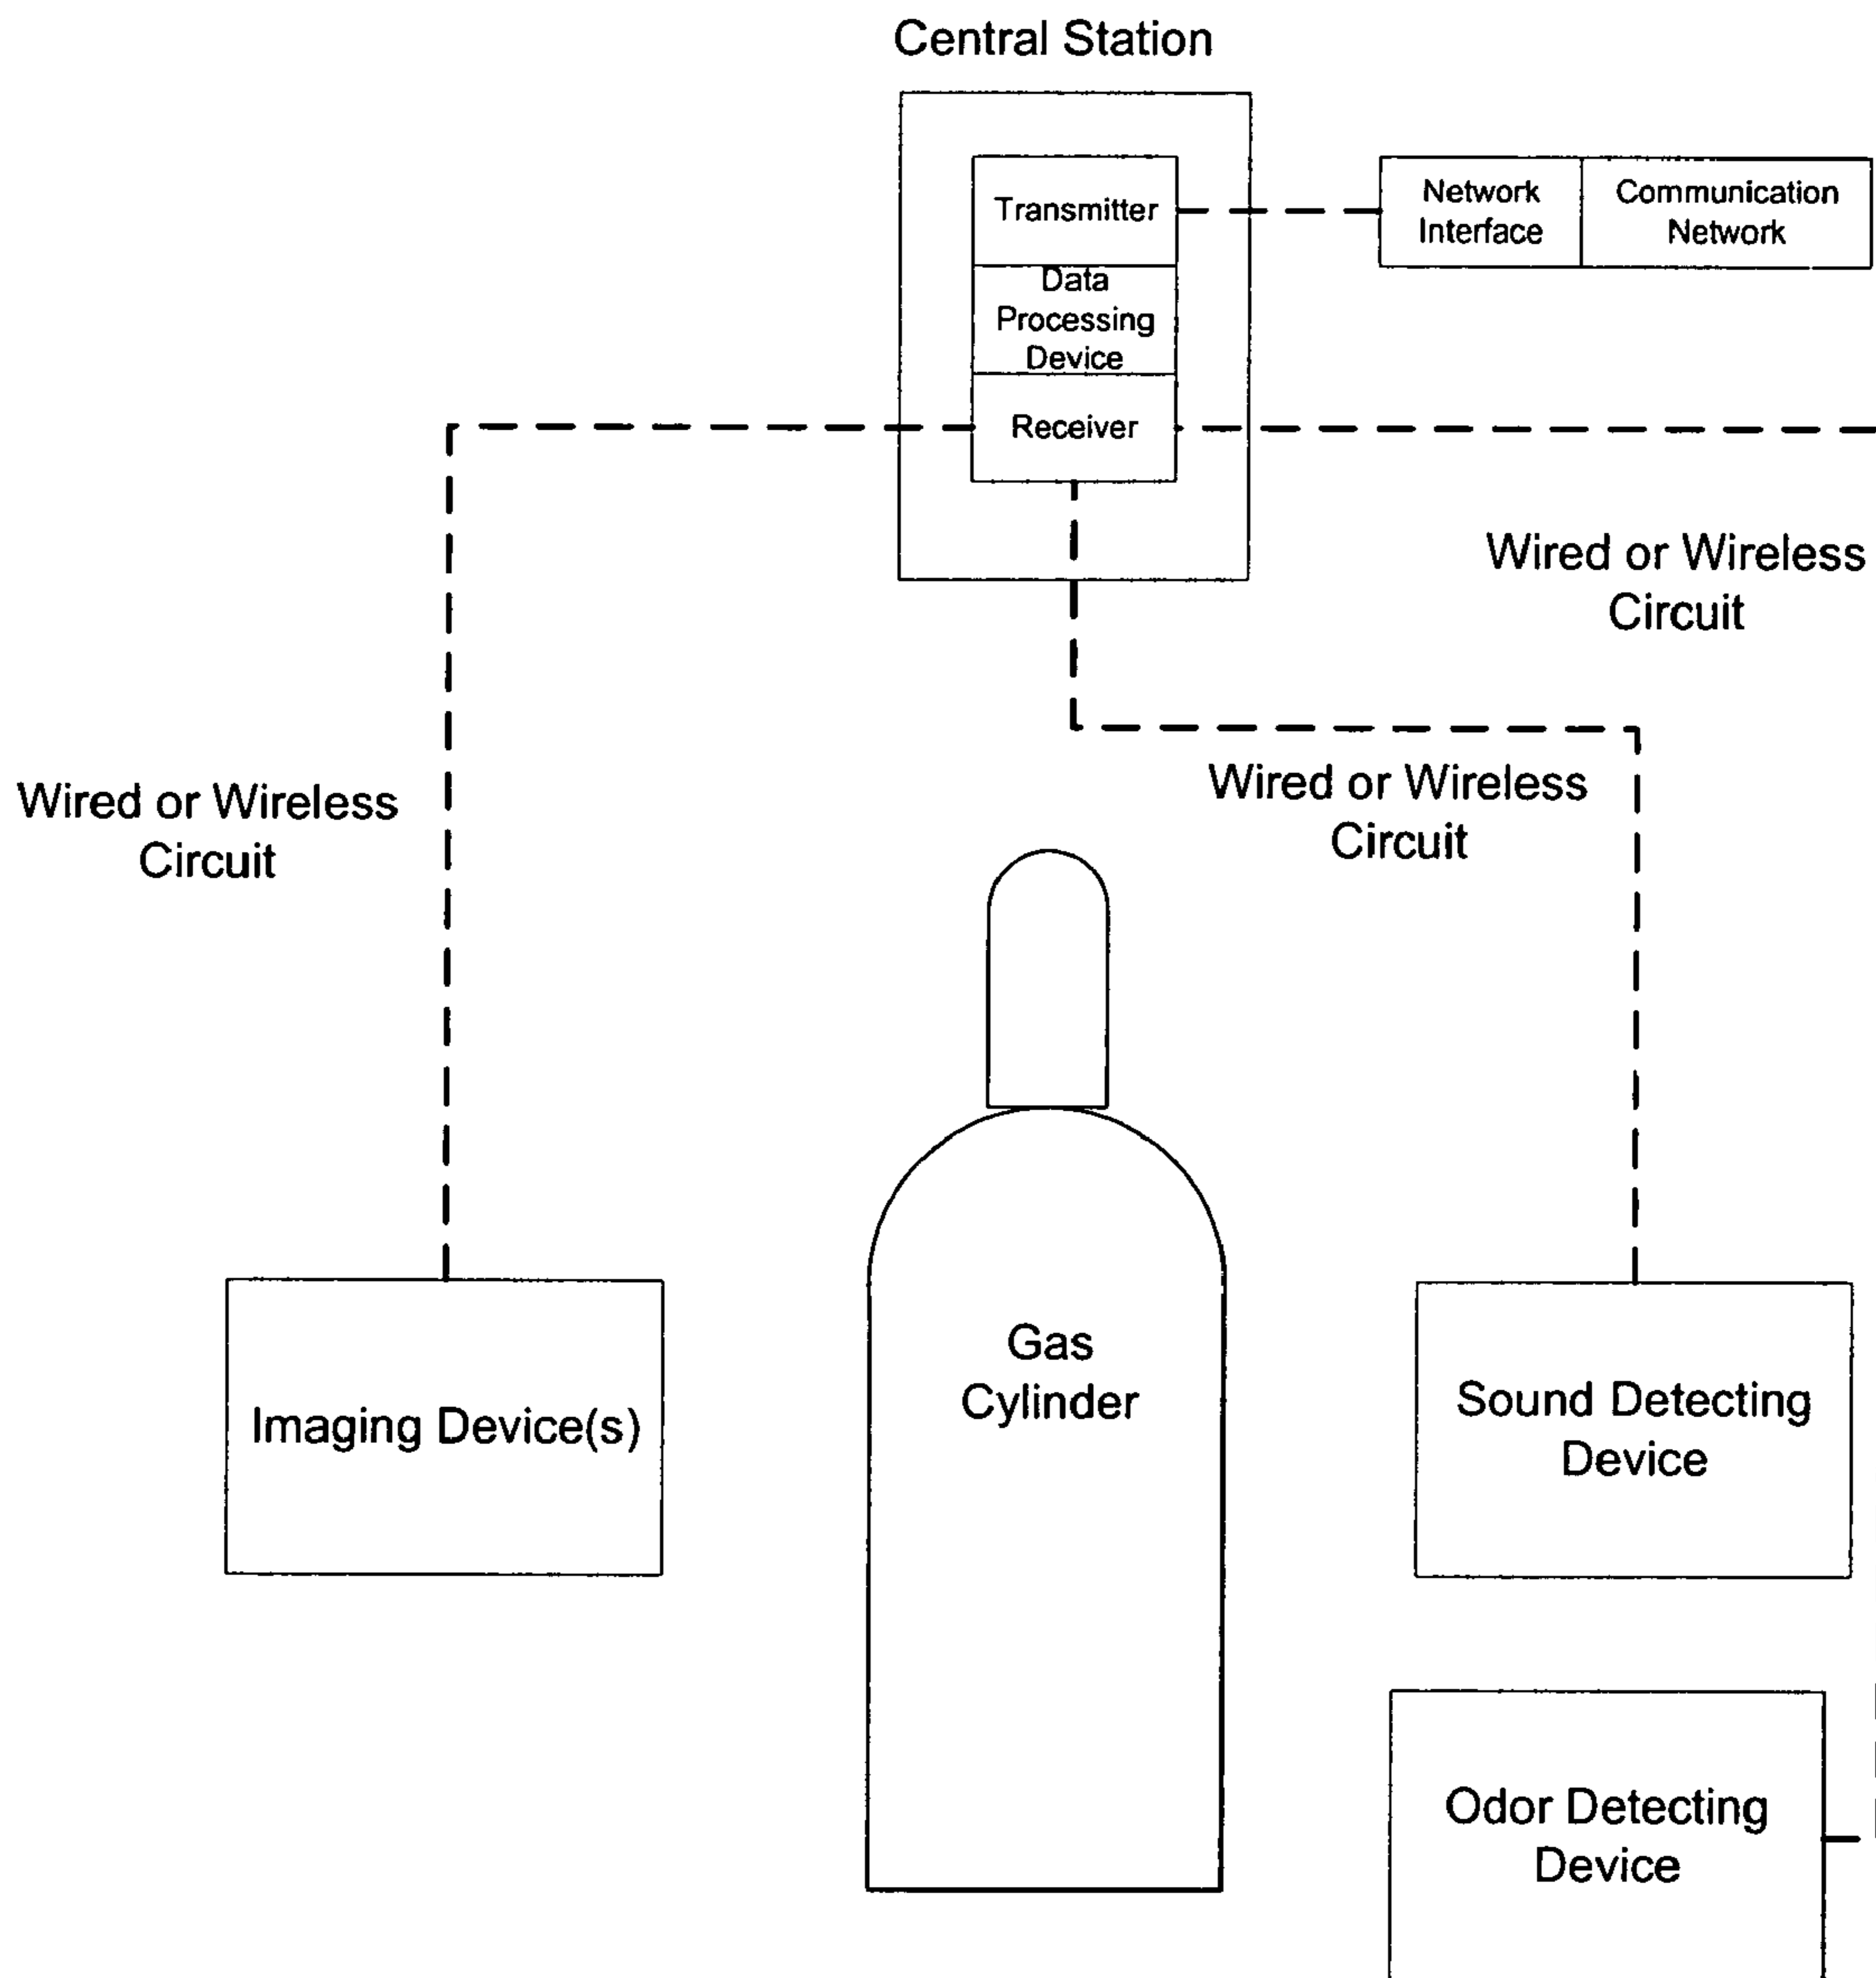 Central Station
Transmitter
Network
Interface
Communication
Network
Data
Processing
Device
Receiver
Wired or Wireless
Circuit
Wired or Wireless
Circuit
Wired or Wireless
Circuit
Gas
Cylinder
Imaging Device(s)
Sound Detecting
Device
Odor Detecting
Device